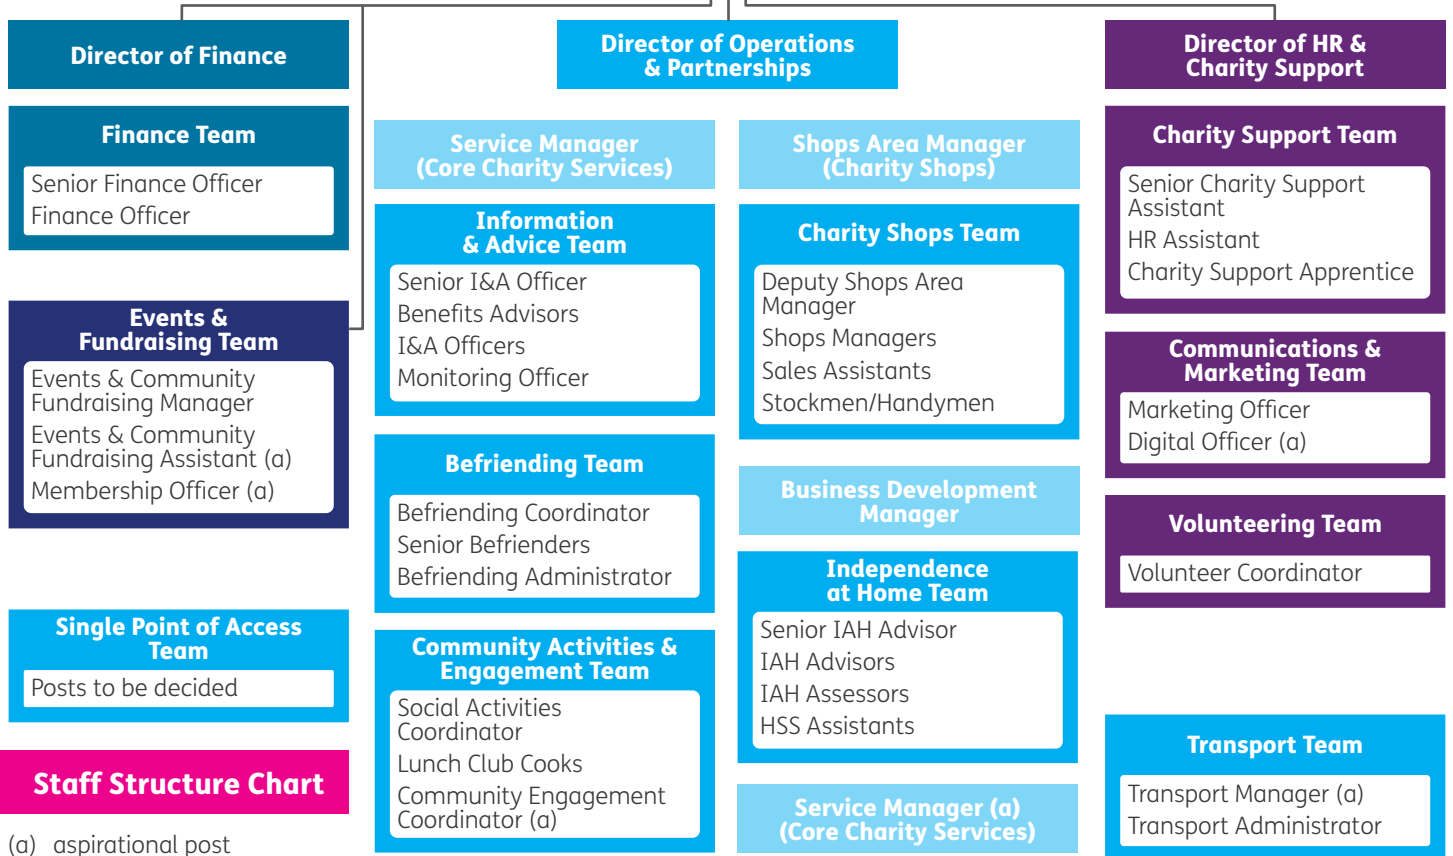 Director of Finance
Finance Team
Senior Finance Officer
Finance Officer
Events &
Fundraising Team
Events & Community
Fundraising Manager
Events & Community
Fundraising Assistant (a)
Membership Officer (a)
Single Point of Access
Team
Posts to be decided
Staff Structure Chart
(a) aspirational post
Director of Operations
& Partnerships
Service Manager
(Core Charity Services)
Information
& Advice Team
Senior I&A Officer
Benefits Advisors
I&A Officers
Monitoring Officer
Befriending Team
Befriending Coordinator
Senior Befrienders
Befriending Administrator
Community Activities &
Engagement Team
Social Activities
Coordinator
Lunch Club Cooks
Community Engagement
Coordinator (a)
Shops Area Manager
(Charity Shops)
Charity Shops Team
Deputy Shops Area
Manager
Shops Managers
Sales Assistants
Stockmen/Handymen
Business Development
Manager
Independence
at Home Team
Senior IAH Advisor
IAH Advisors
IAH Assessors
HSS Assistants
Service Manager (a)
(Core Charity Services)
Director of HR &
Charity Support
Charity Support Team
Senior Charity Support
Assistant
HR Assistant
Charity Support Apprentice
Communications &
Marketing Team
Marketing Officer
Digital Officer (a)
Volunteering Team
Volunteer Coordinator
Transport Team
Transport Manager (a)
Transport Administrator